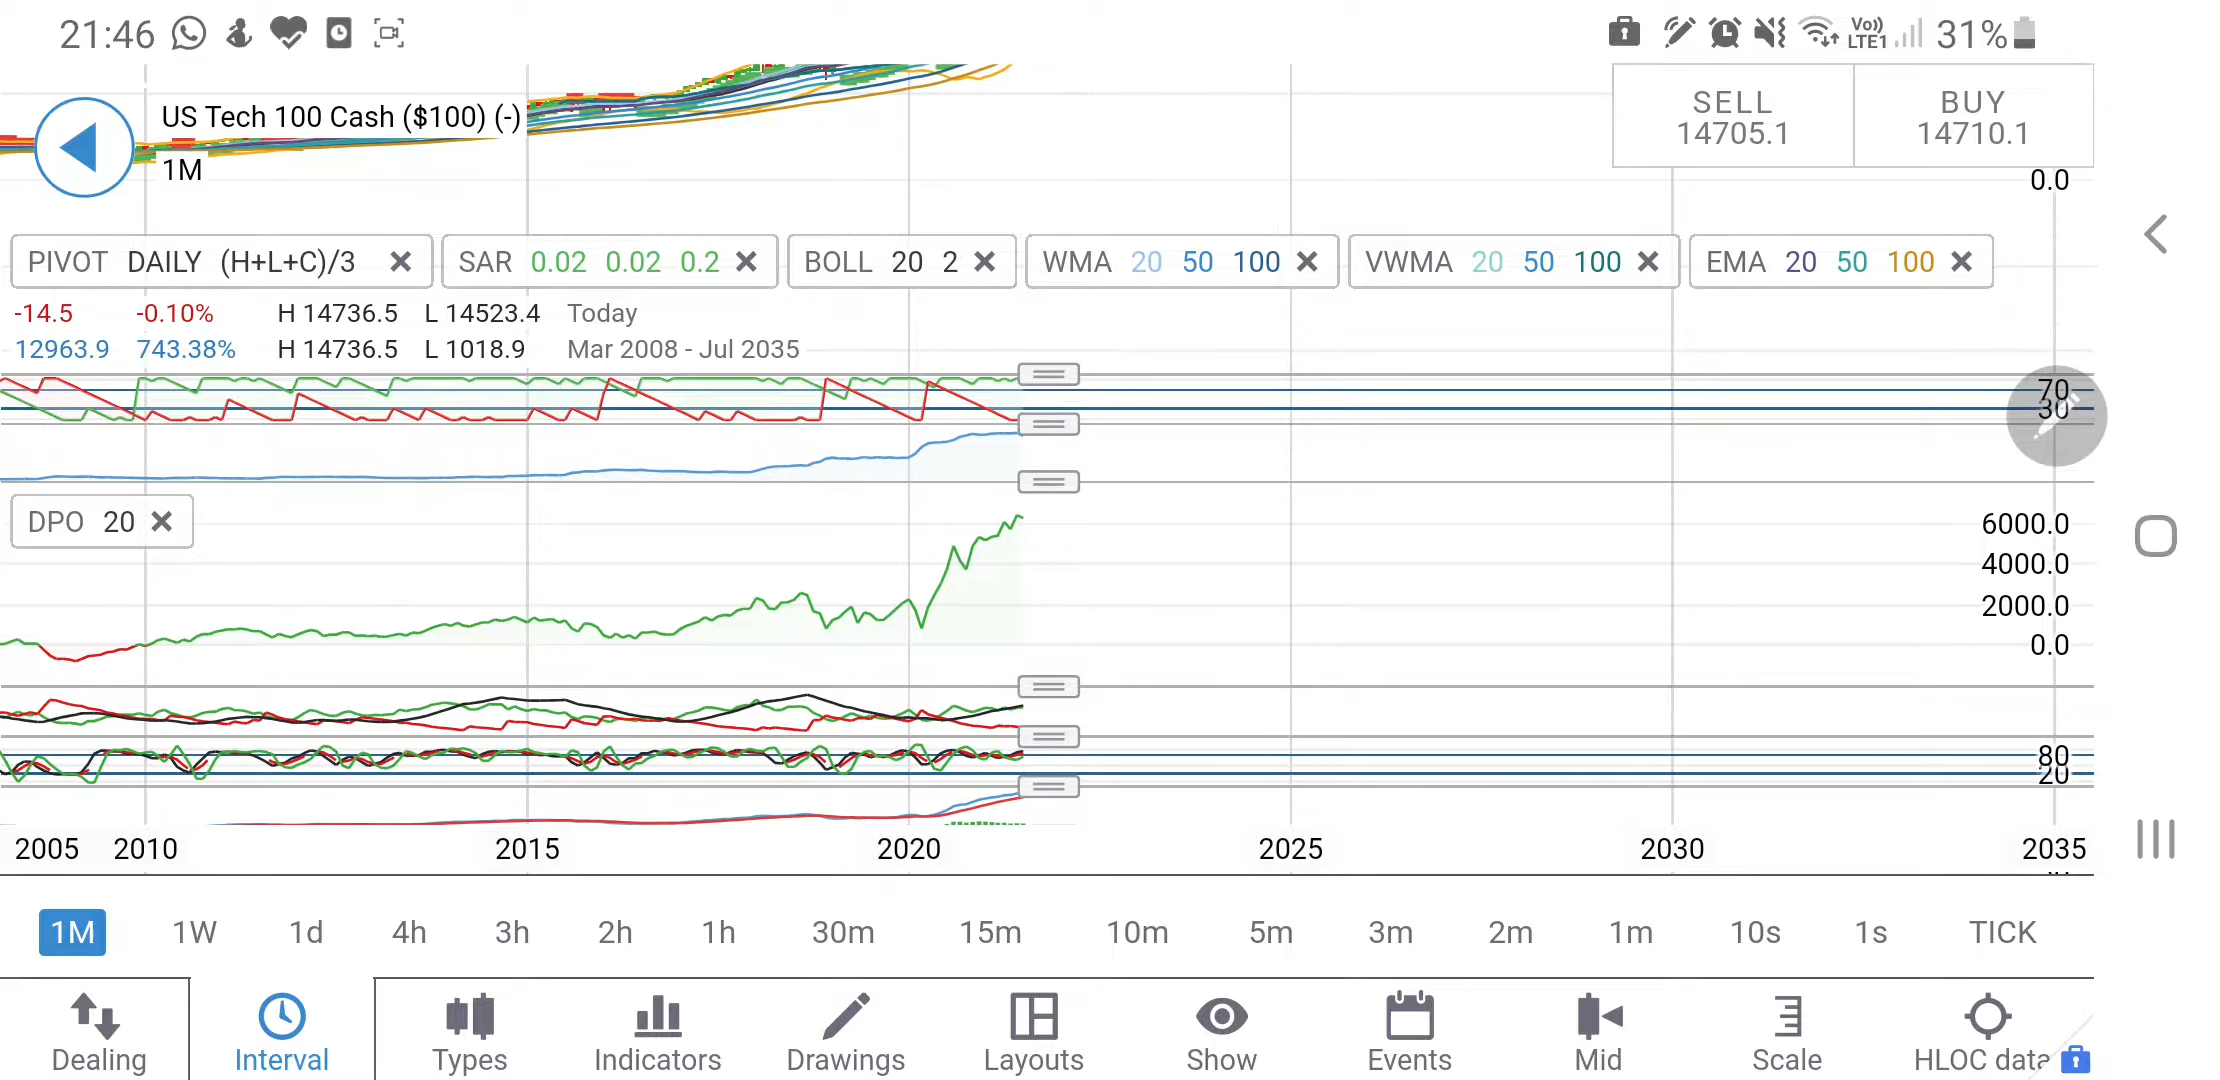 21:46 Vo)) LTE1 31%
US Tech 100 Cash ($100) (-)
1M
SELL 14705.1
BUY 14710.1
0.0
PIVOT DAILY (H+L+C)/3 SAR 0.02 0.02 0.2 BOLL 20 2 WMA 20 50 100 VWMA 20 50 100 EMA 20 50 100
-14.5 -0.10% H 14736.5 L 14523.4 Today
12963.9 743.38% H 14736.5 L 1018.9 Mar 2008 - Jul 2035
70
30
DPO 20
6000.0
4000.0
2000.0
0.0
80
20
2005 2010 2015 2020 2025 2030 2035
1M 1W 1d 4h 3h 2h 1h 30m 15m 10m 5m 3m 2m 1m 10s 1s TICK
Dealing Interval Types Indicators Drawings Layouts Show Events Mid Scale HLOC data